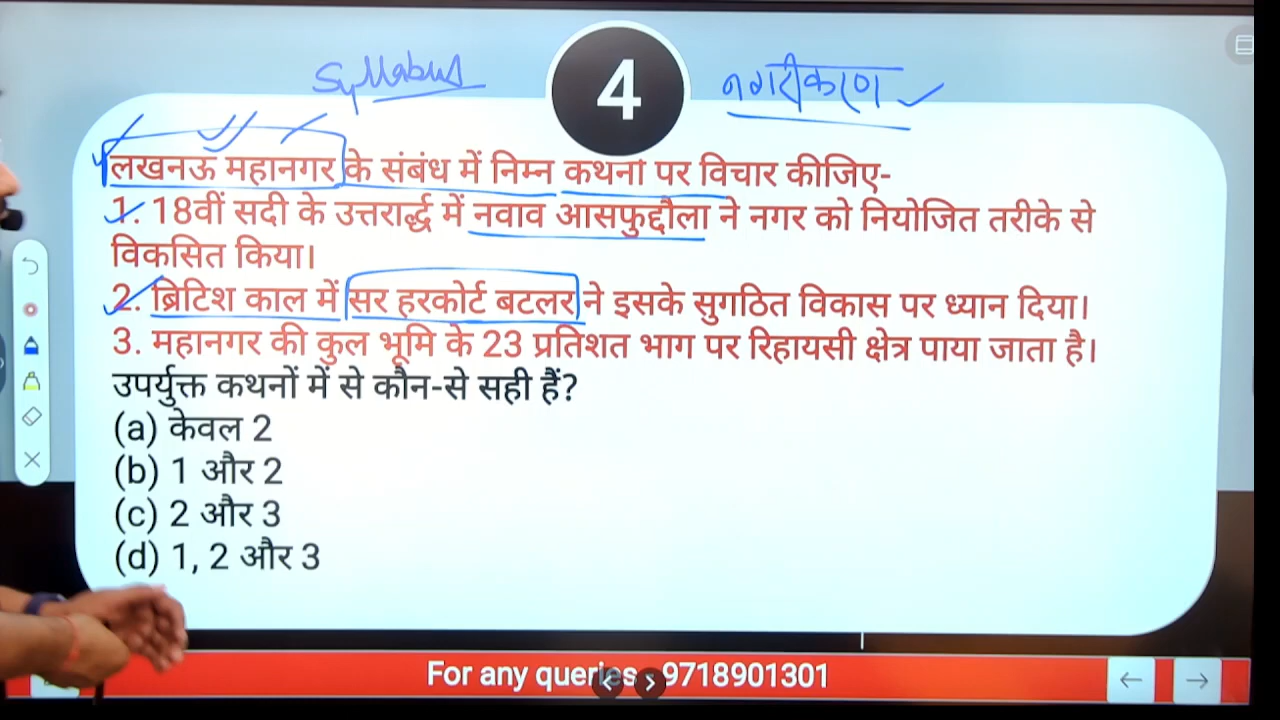 Syllabus
4
नगरीकरण
लखनऊ महानगर के संबंध में निम्न कथनों पर विचार कीजिए-
1. 18वीं सदी के उत्तरार्द्ध में नवाव आसफुद्दौला ने नगर को नियोजित तरीके से
विकसित किया।
2. ब्रिटिश काल में सर हरकोर्ट बटलर ने इसके सुगठित विकास पर ध्यान दिया।
3. महानगर की कुल भूमि के 23 प्रतिशत भाग पर रिहायसी क्षेत्र पाया जाता है।
उपर्युक्त कथनों में से कौन-से सही हैं?
(a) केवल 2
(b) 1 और 2
(c) 2 और 3
(d) 1, 2 और 3
For any queries - 9718901301